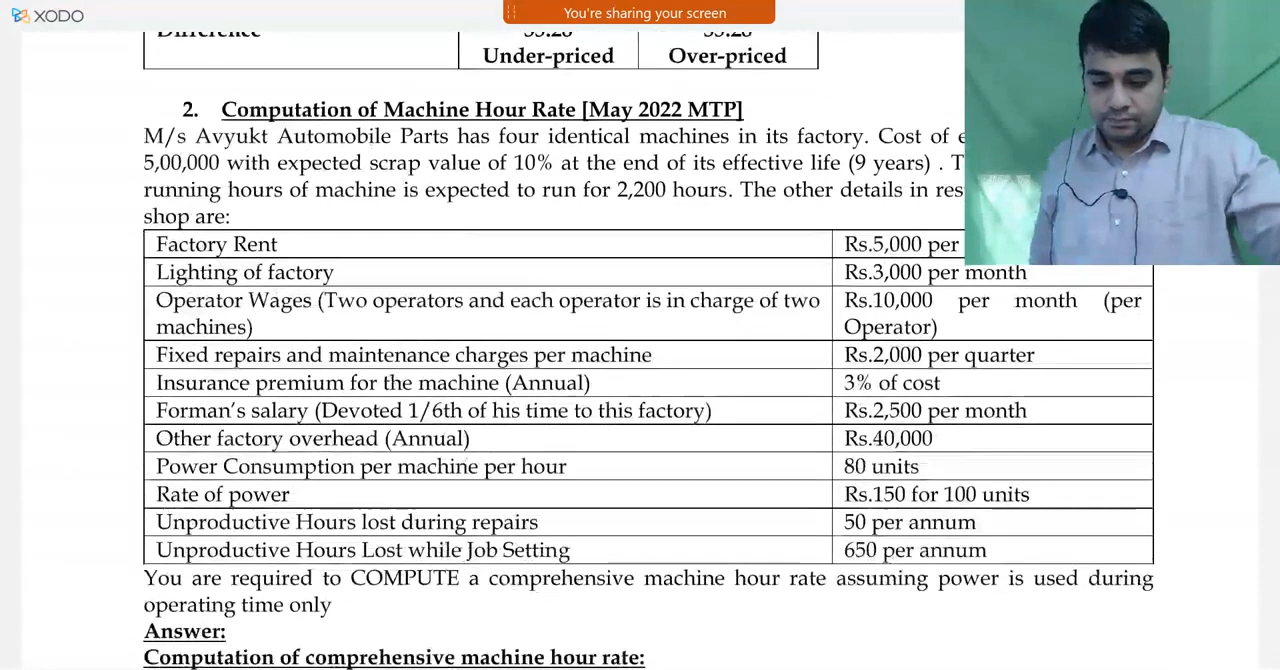 XODO
You're sharing your screen
Difference 55.28 55.28
Under-priced Over-priced
2. Computation of Machine Hour Rate [May 2022 MTP]
M/s Avyukt Automobile Parts has four identical machines in its factory. Cost of
5,00,000 with expected scrap value of 10% at the end of its effective life (9 years) .
running hours of machine is expected to run for 2,200 hours. The other details in
shop are:
Factory Rent Rs.5,000 per
Lighting of factory Rs.3,000 per month
Operator Wages (Two operators and each operator is in charge of two Rs.10,000 per month (per
machines) Operator)
Fixed repairs and maintenance charges per machine Rs.2,000 per quarter
Insurance premium for the machine (Annual) 3% of cost
Forman's salary (Devoted 1/6th of his time to this factory) Rs.2,500 per month
Other factory overhead (Annual) Rs.40,000
Power Consumption per machine per hour 80 units
Rate of power Rs.150 for 100 units
Unproductive Hours lost during repairs 50 per annum
Unproductive Hours Lost while Job Setting 650 per annum
You are required to COMPUTE a comprehensive machine hour rate assuming power is used during
operating time only
Answer:
Computation of comprehensive machine hour rate: